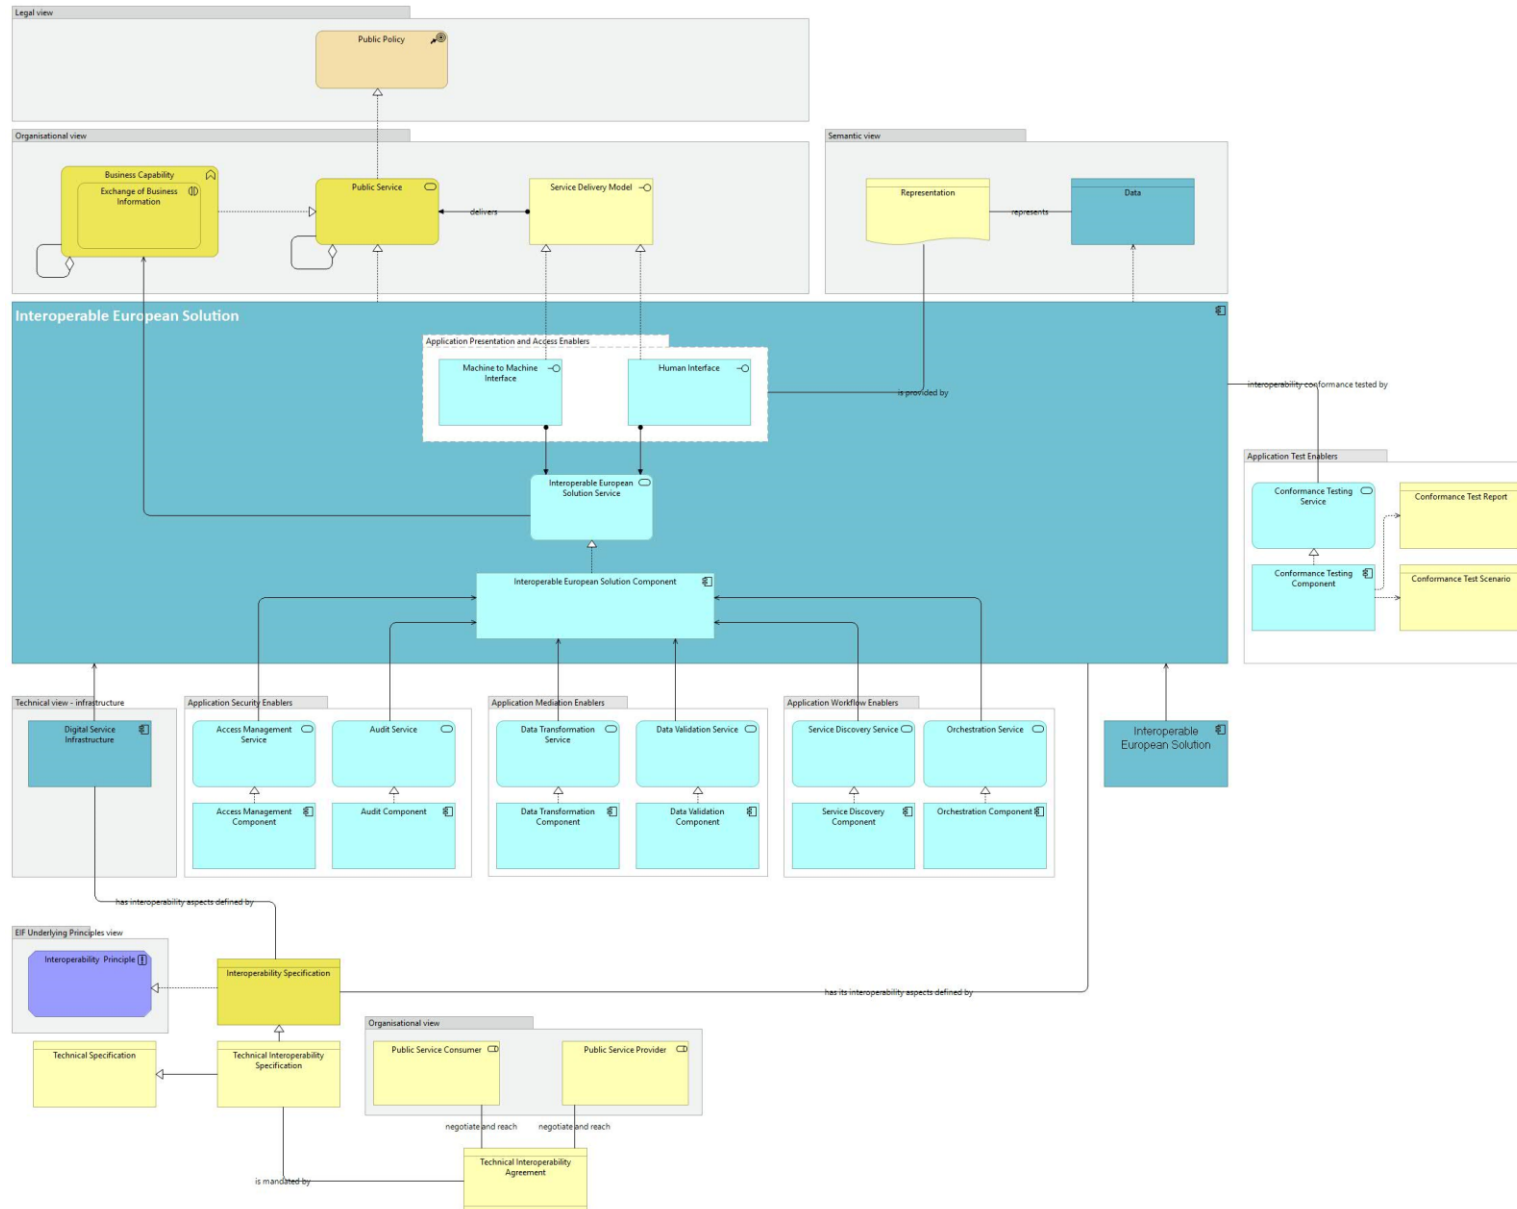 Legal view
Public Policy
Organisational view
Business Capability
Exchange of Business
Information
Public Service
delivers
Service Delivery Model
Semantic view
Representation
represents
Data
Interoperable European Solution
Application Presentation and Access Enablers
Machine to Machine
Interface
Human Interface
is provided by
interoperability conformance tested by
Interoperable European
Solution Service
Interoperable European Solution Component
Application Test Enablers
Conformance Testing
Service
Conformance Test Report
Conformance Testing
Component
Conformance Test Scenario
Technical view - infrastructure
Digital Service
Infrastructure
Application Security Enablers
Access Management
Service
Audit Service
Access Management
Component
Audit Component
Application Mediation Enablers
Data Transformation
Service
Data Validation Service
Data Transformation
Component
Data Validation
Component
Application Workflow Enablers
Service Discovery Service
Orchestration Service
Service Discovery
Component
Orchestration Component
Interoperable
European Solution
has interoperability aspects defined by
EIF Underlying Principles view
Interoperability Principle
Interoperability Specification
has its interoperability aspects defined by
Technical Specification
Technical Interoperability
Specification
Organisational view
Public Service Consumer
Public Service Provider
negotiate and reach
negotiate and reach
Technical Interoperability
Agreement
is mandated by